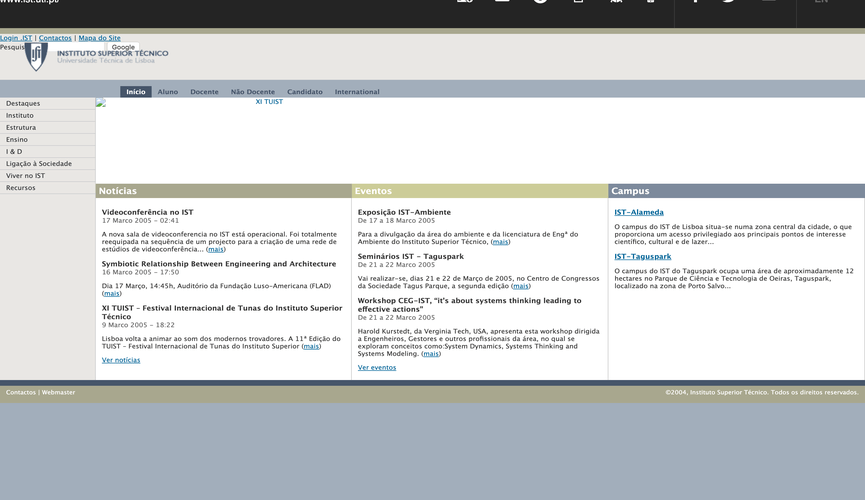 www.ist.utl.pt
Login .IST | Contactos | Mapa do Site
Pesquis
Google
INSTITUTO SUPERIOR TÉCNICO
Universidade Técnica de Lisboa
Início Aluno Docente Não Docente Candidato International
Destaques
Instituto
Estrutura
Ensino
I & D
Ligação à Sociedade
Viver no IST
Recursos
XI TUIST
Notícias
Videoconferência no IST
17 Marco 2005 - 02:41
A nova sala de videoconferencia no IST está operacional. Foi totalmente
reequipada na sequência de um projecto para a criação de uma rede de
estúdios de videoconferência... (mais)
Symbiotic Relationship Between Engineering and Architecture
16 Marco 2005 - 17:50
Dia 17 Março, 14:45h, Auditório da Fundação Luso-Americana (FLAD)
(mais)
XI TUIST - Festival Internacional de Tunas do Instituto Superior
Técnico
9 Marco 2005 - 18:22
Lisboa volta a animar ao som dos modernos trovadores. A 11ª Edição do
TUIST - Festival Internacional de Tunas do Instituto Superior (mais)
Ver notícias
Eventos
Exposição IST-Ambiente
De 17 a 18 Marco 2005
Para a divulgação da área do ambiente e da licenciatura de Engª do
Ambiente do Instituto Superior Técnico, (mais)
Seminários IST - Taguspark
De 21 a 22 Marco 2005
Vai realizar-se, dias 21 e 22 de Março de 2005, no Centro de Congressos
da Sociedade Tagus Parque, a segunda edição (mais)
Workshop CEG-IST, "it's about systems thinking leading to
effective actions"
De 21 a 22 Marco 2005
Harold Kurstedt, da Verginia Tech, USA, apresenta esta workshop dirigida
a Engenheiros, Gestores e outros profissionais da área, no qual se
exploram conceitos como:System Dynamics, Systems Thinking and
Systems Modeling. (mais)
Ver eventos
Campus
IST-Alameda
O campus do IST de Lisboa situa-se numa zona central da cidade, o que
proporciona um acesso privilegiado aos principais pontos de interesse
científico, cultural e de lazer...
IST-Taguspark
O campus do IST do Taguspark ocupa uma área de aproximadamente 12
hectares no Parque de Ciência e Tecnologia de Oeiras, Taguspark,
localizado na zona de Porto Salvo...
Contactos | Webmaster
©2004, Instituto Superior Técnico. Todos os direitos reservados.